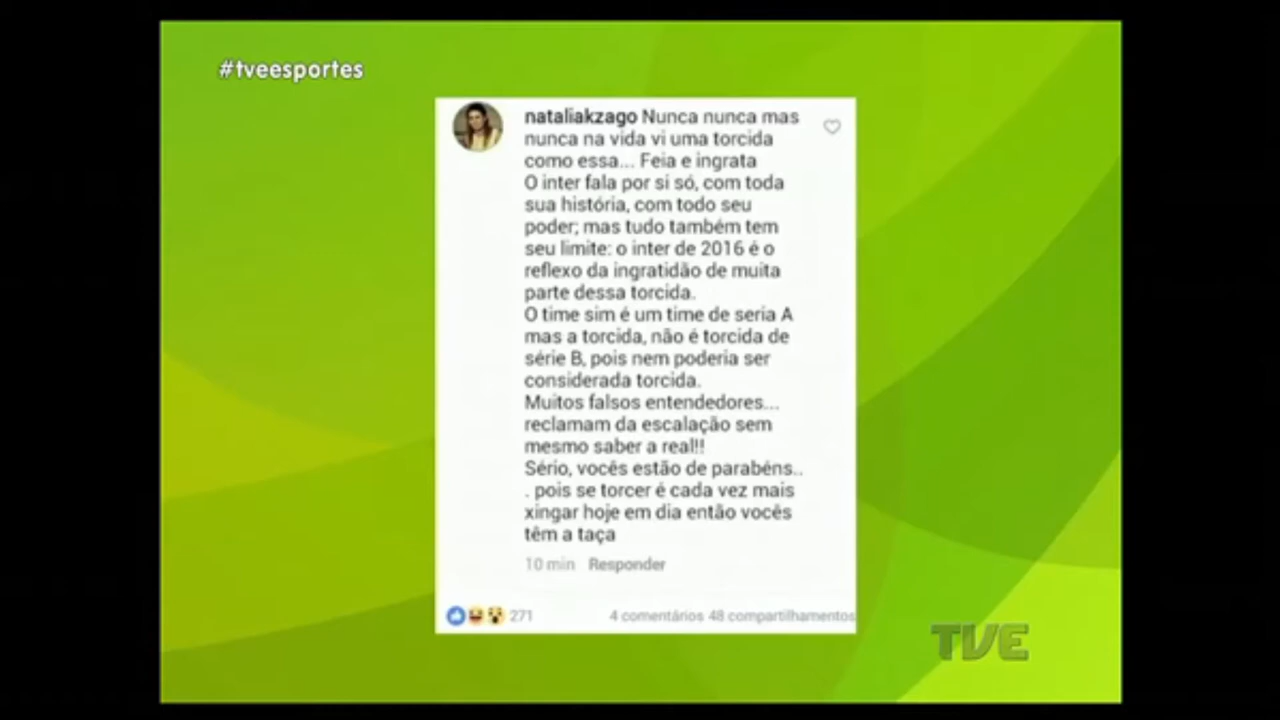 #tveesportes
nataliakzago Nunca nunca mas
nunca na vida vi uma torcida
como essa... Feia e ingrata
O inter fala por si só, com toda
sua história, com todo seu
poder; mas tudo também tem
seu limite: o inter de 2016 é o
reflexo da ingratidão de muita
parte dessa torcida.
O time sim é um time de seria A
mas a torcida, não é torcida de
série B, pois nem poderia ser
considerada torcida.
Muitos falsos entendedores...
reclamam da escalação sem
mesmo saber a real!!
Sério, vocês estão de parabéns..
. pois se torcer é cada vez mais
xingar hoje em dia então vocês
têm a taça
10 min Responder
271 4 comentários 48 compartilhamentos
TVE